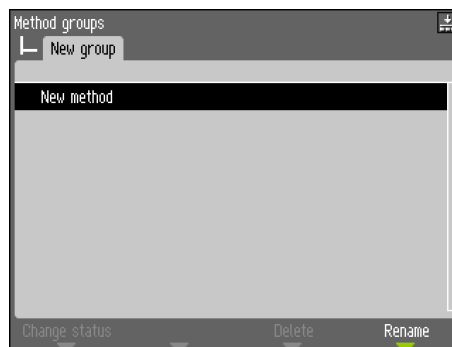 Method groups
New group
New method
Change status Delete Rename